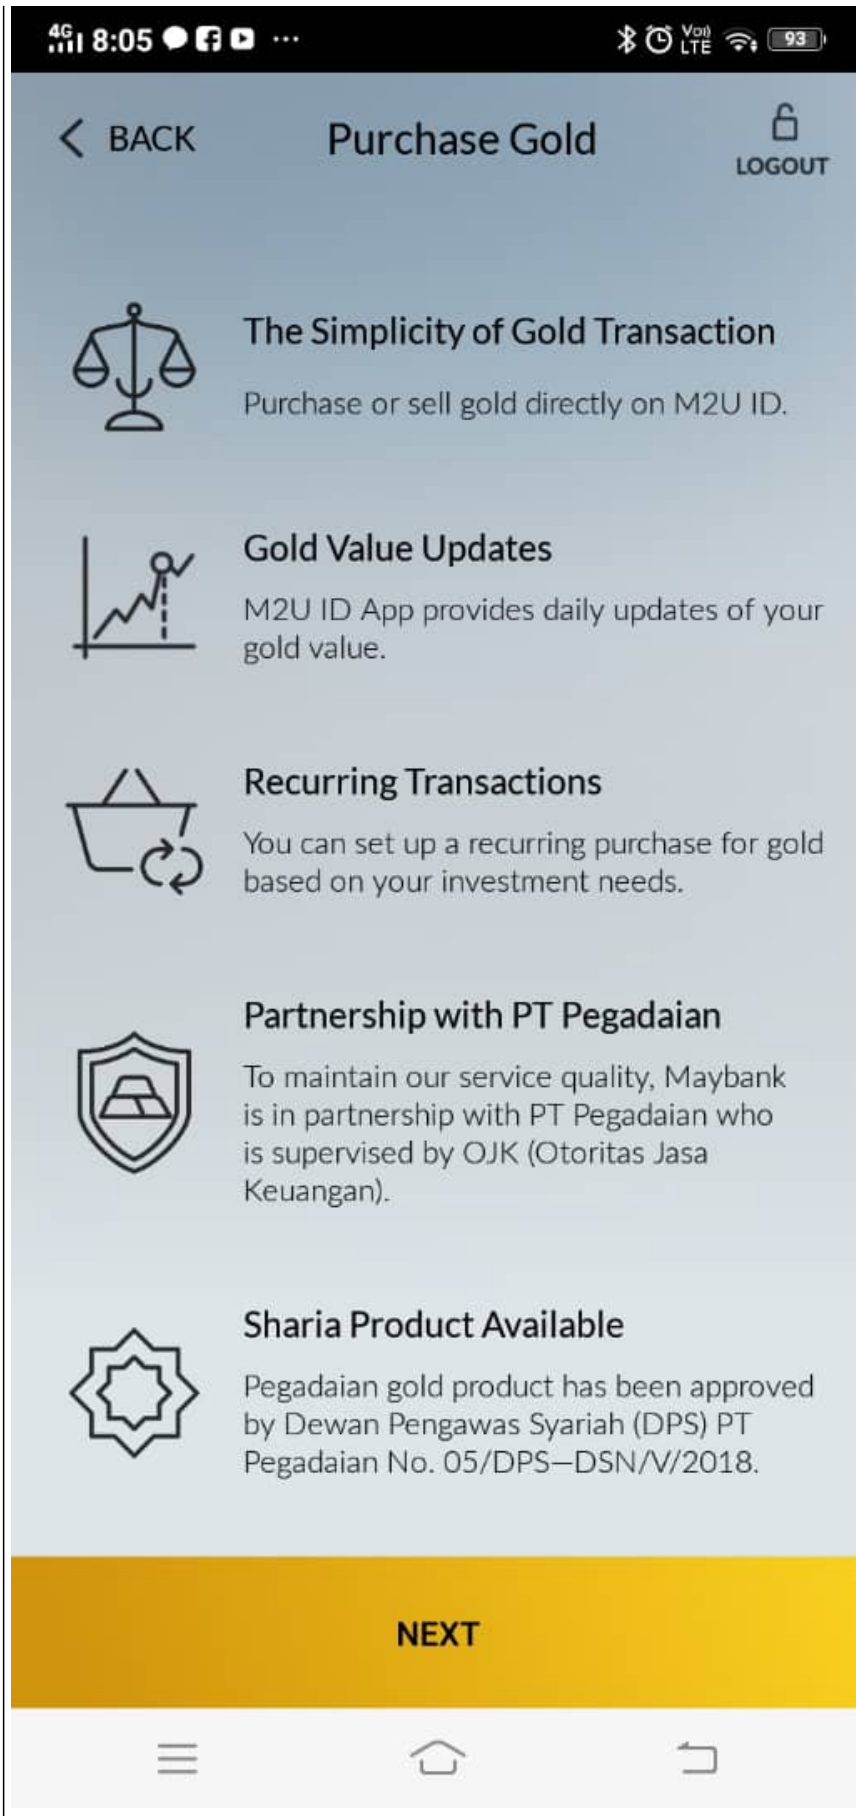 4G 8:05 ... Vo) LTE 93
BACK Purchase Gold LOGOUT
The Simplicity of Gold Transaction
Purchase or sell gold directly on M2U ID.
Gold Value Updates
M2U ID App provides daily updates of your
gold value.
Recurring Transactions
You can set up a recurring purchase for gold
based on your investment needs.
Partnership with PT Pegadaian
To maintain our service quality, Maybank
is in partnership with PT Pegadaian who
is supervised by OJK (Otoritas Jasa
Keuangan).
Sharia Product Available
Pegadaian gold product has been approved
by Dewan Pengawas Syariah (DPS) PT
Pegadaian No. 05/DPS—DSN/V/2018.
NEXT